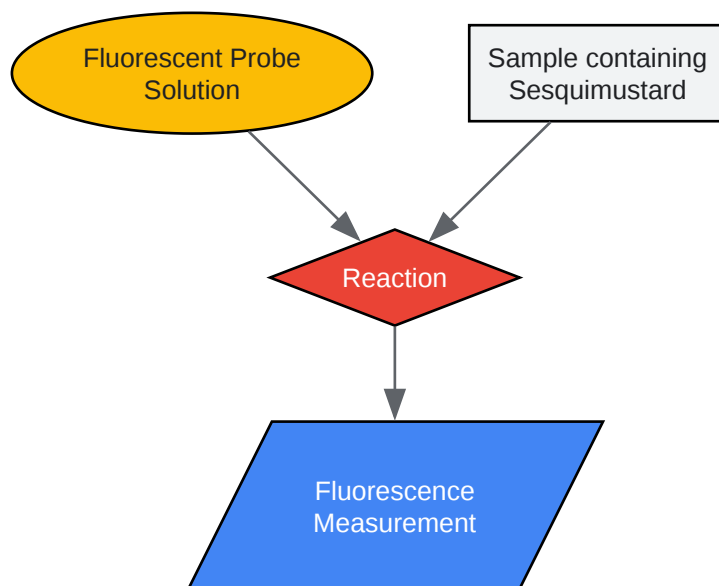 Fluorescent Probe
Solution
Sample containing
Sesquimustard
Reaction
Fluorescence
Measurement